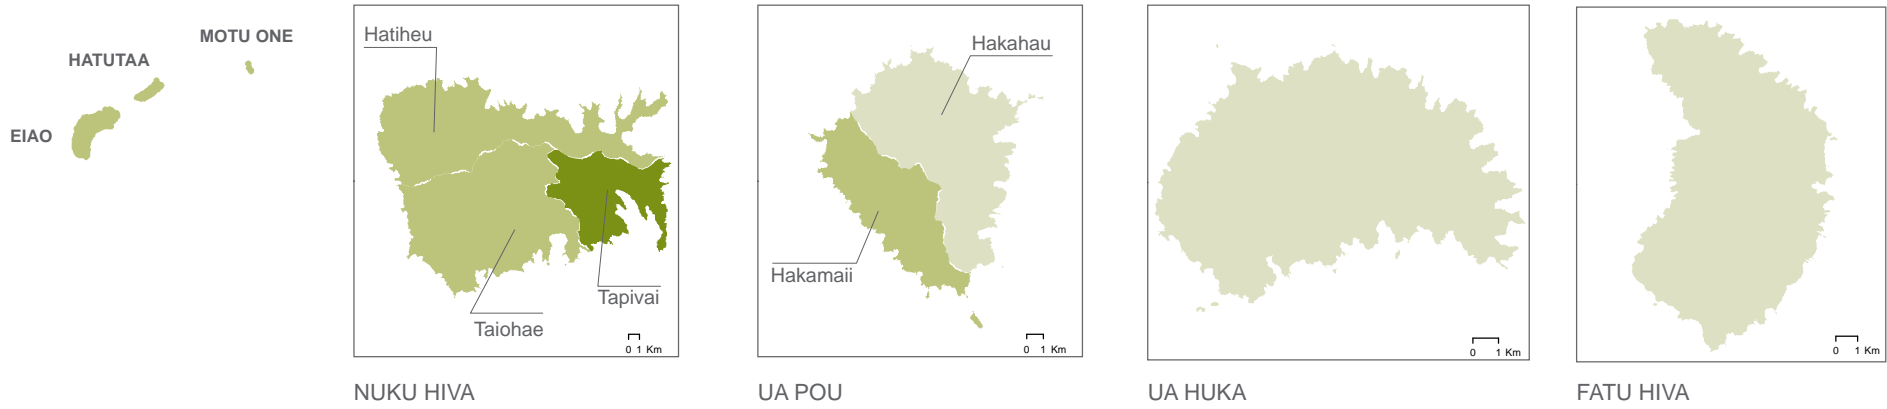 MOTU ONE
HATUTAA
EIAO
Hatiheu
Tapivai
Taiohae
0 1 Km
NUKU HIVA
Hakahau
Hakamaii
0 1 Km
UA POU
0 1 Km
UA HUKA
0 1 Km
FATU HIVA